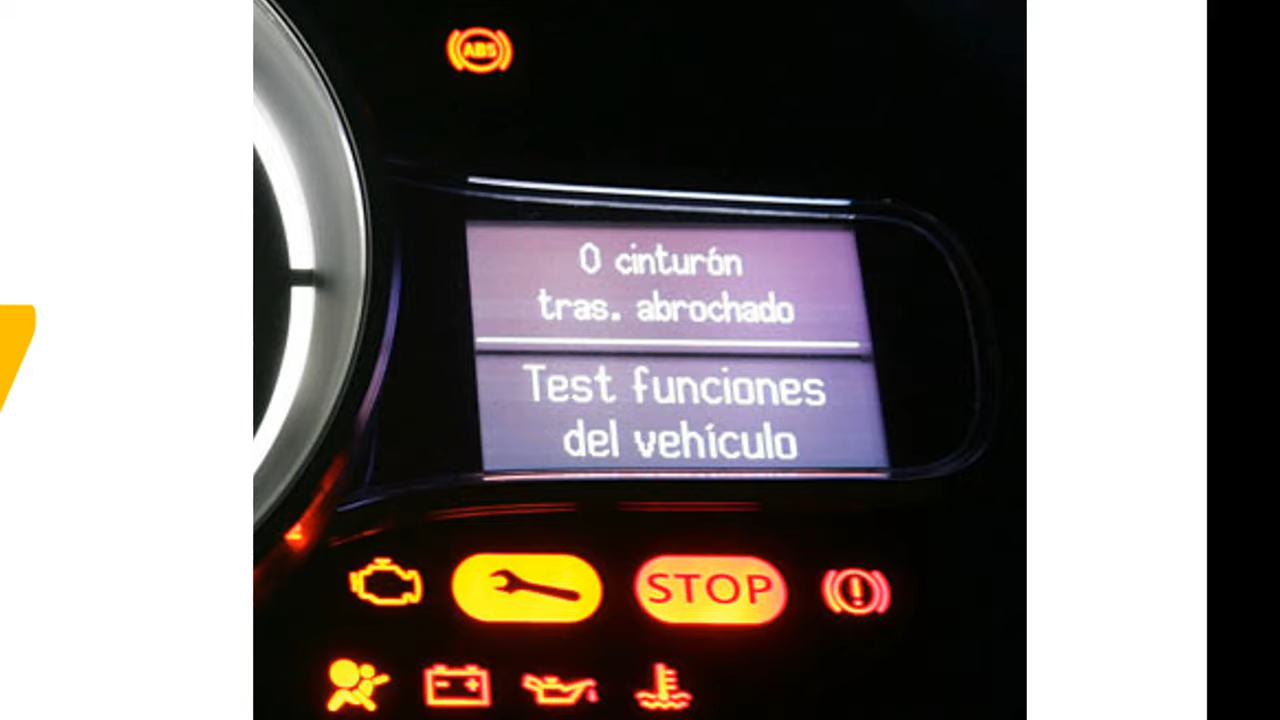 ABS
0 cinturón
tras. abrochado
Test funciones
del vehículo
STOP